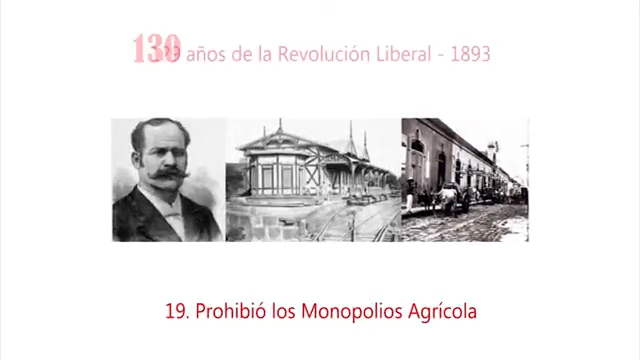 130 años de la Revolución Liberal - 1893
19. Prohibió los Monopolios Agrícola